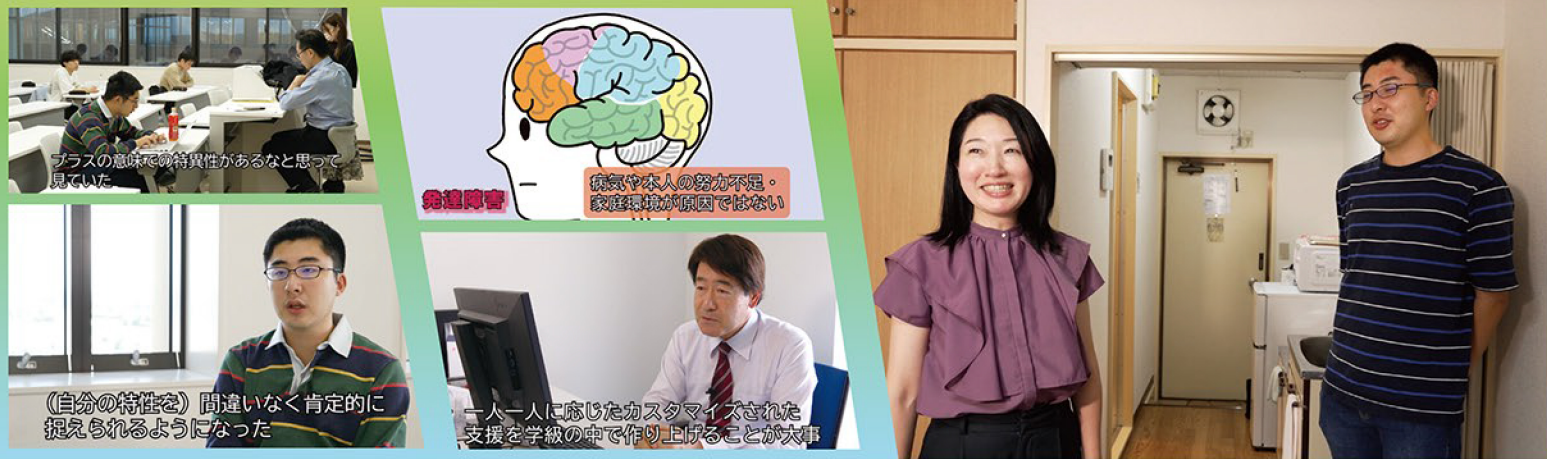 プラスの意味での特異性があるなと思って
見ていた
発達障害
病気や本人の努力不足・
家庭環境が原因ではない
（自分の特性を）間違いなく肯定的に
捉えられるようになった
一人一人に応じたカスタマイズされた
支援を学級の中で作り上げることが大事